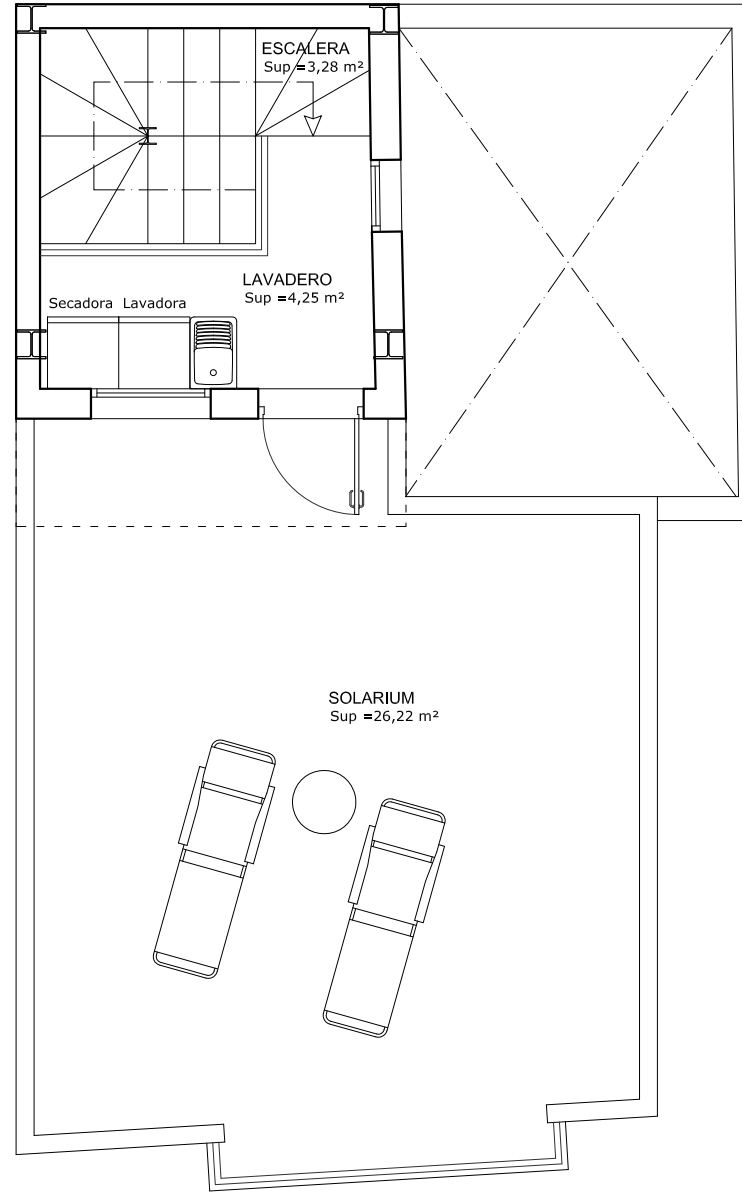 ESCALERA
Sup =3,28 m²
LAVADERO
Sup =4,25 m²
Secadora Lavadora
SOLARIUM
Sup =26,22 m²